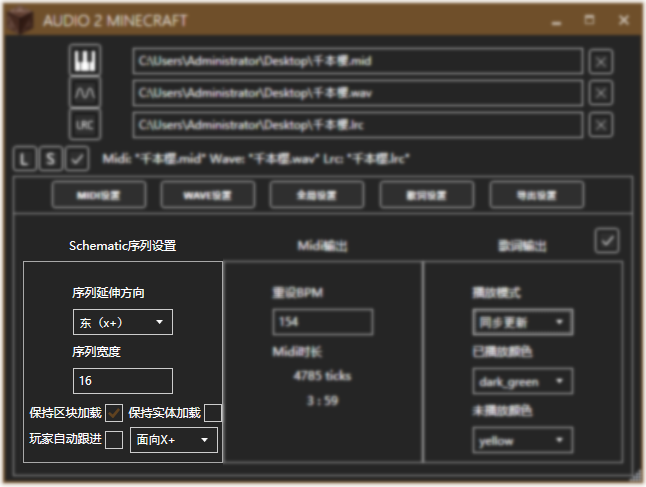 AUDIO 2 MINECRAFT
C:\Users\Administrator\Desktop\千本樱.mid
C:\Users\Administrator\Desktop\千本樱.wav
LRC C:\Users\Administrator\Desktop\千本樱.lrc
L S Midi: "千本樱.mid" Wave: "千本樱.wav" Lrc: "千本樱.lrc"
MIDI设置 WAVE设置 全局设置 歌词设置 导出设置
Schematic序列设置 Midi输出 歌词输出
序列延伸方向 重设BPM 播放模式
东（x+） 154 同步更新
序列宽度 Midi时长 已播放颜色
16 4785 ticks dark_green
3 : 59
保持区块加载 保持实体加载 未播放颜色
玩家自动跟进 面向X+ yellow